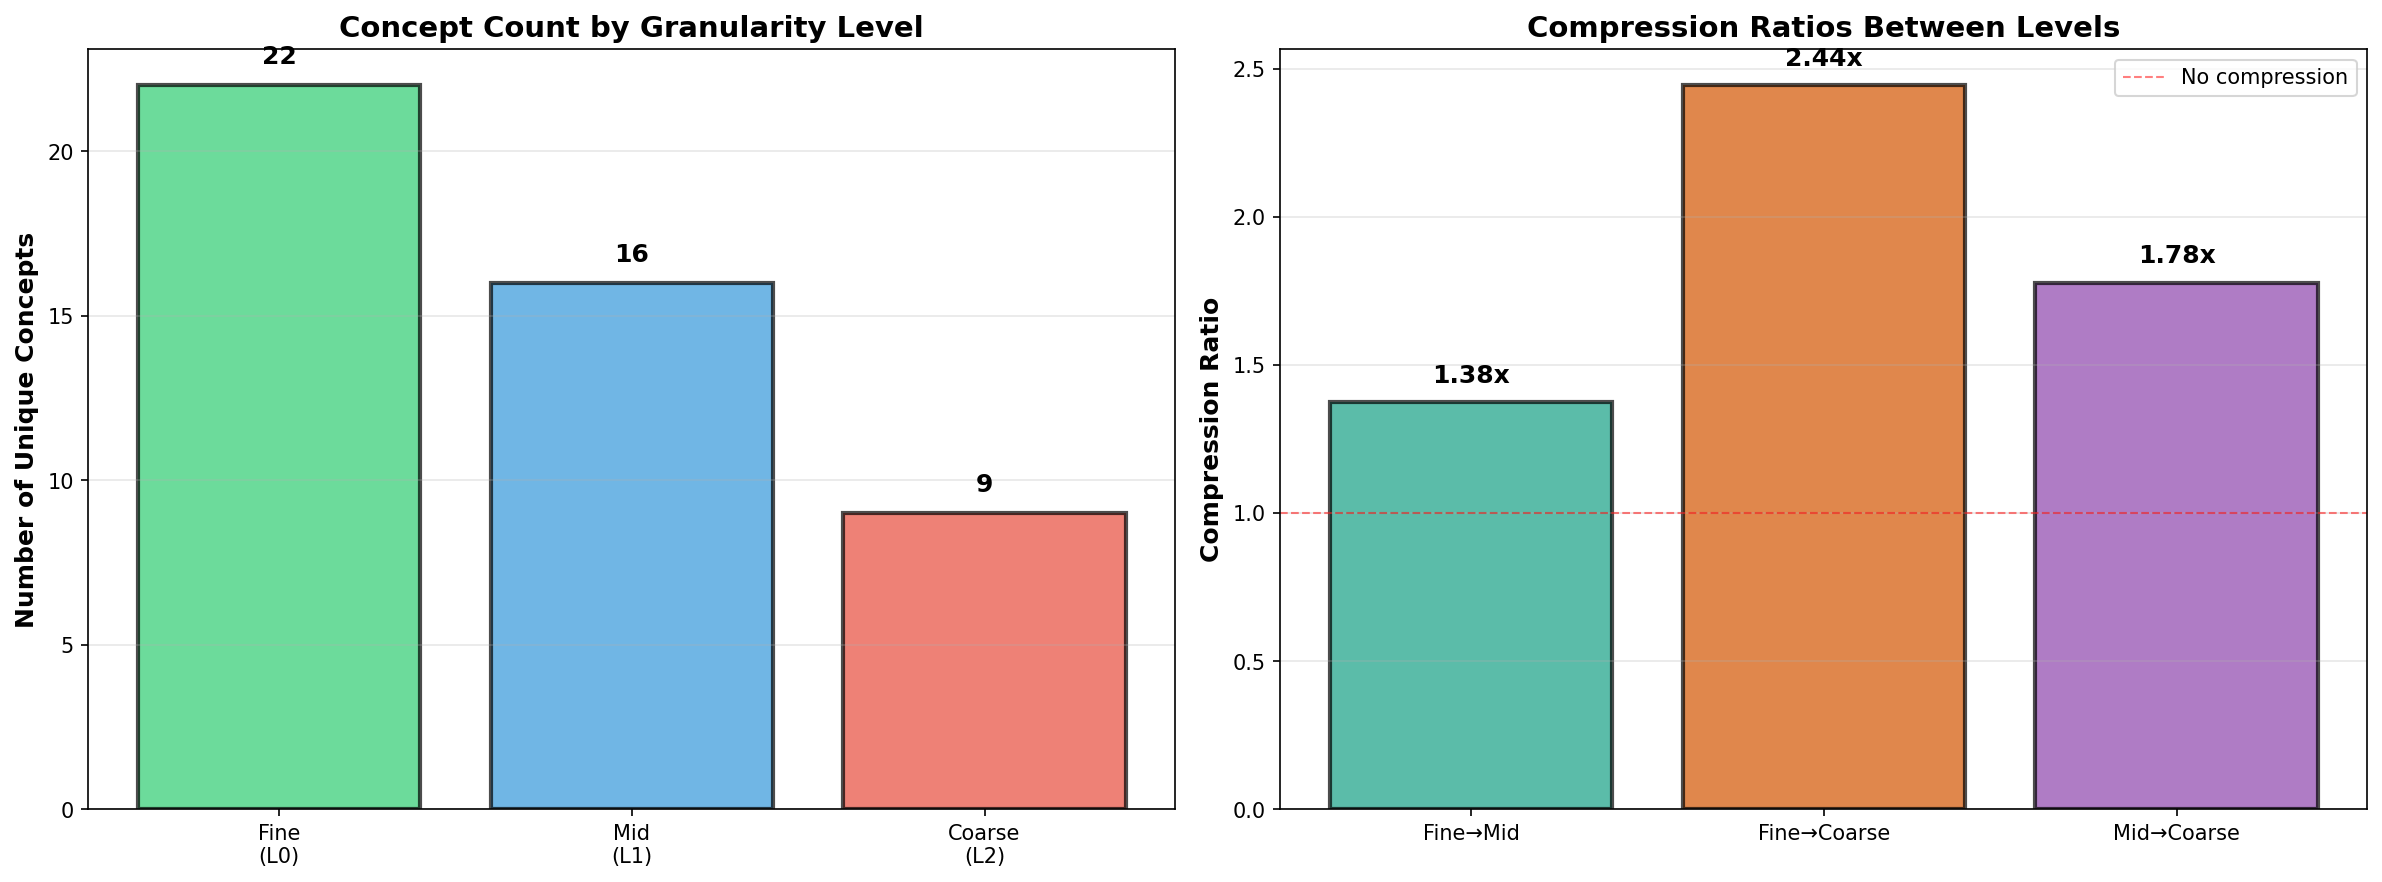 Concept Count by Granularity Level
22
16
9
20
15
10
5
0
Number of Unique Concepts
Fine
(L0)
Mid
(L1)
Coarse
(L2)
Compression Ratios Between Levels
2.44x
No compression
1.78x
1.38x
2.5
2.0
1.5
1.0
0.5
0.0
Compression Ratio
Fine→Mid
Fine→Coarse
Mid→Coarse